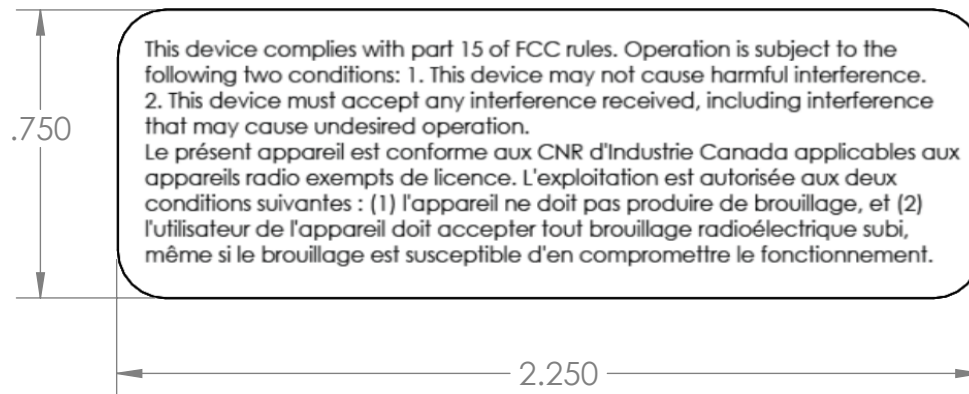 This device complies with part 15 of FCC rules. Operation is subject to the
following two conditions: 1. This device may not cause harmful interference.
2. This device must accept any interference received, including interference
that may cause undesired operation.
.750
Le présent appareil est conforme aux CNR d'Industrie Canada applicables aux
appareils radio exempts de licence. L'exploitation est autorisée aux deux
conditions suivantes : (1) l'appareil ne doit pas produire de brouillage, et (2)
l'utilisateur de l'appareil doit accepter tout brouillage radioélectrique subi,
même si le brouillage est susceptible d'en compromettre le fonctionnement.
2.250